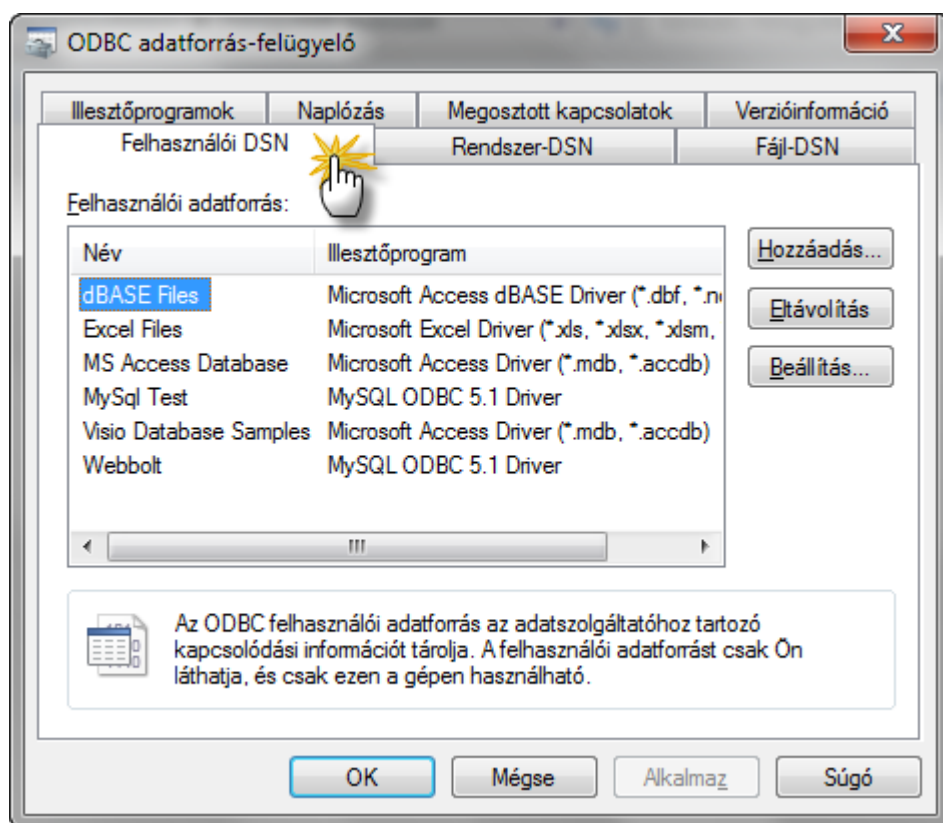 ODBC adatforrás-felügyelő
Illesztőprogramok Naplózás Megosztott kapcsolatok Verzióinformáció
Felhasználói DSN Rendszer-DSN Fájl-DSN
Felhasználói adatforrás:
Név Illesztőprogram
Hozzáadás...
dBASE Files Microsoft Access dBASE Driver (*.dbf, *.n
Eltávolítás
Excel Files Microsoft Excel Driver (*.xls, *.xlsx, *.xlsm,
MS Access Database Microsoft Access Driver (*.mdb, *.accdb)
Beállítás...
MySql Test MySQL ODBC 5.1 Driver
Visio Database Samples Microsoft Access Driver (*.mdb, *.accdb)
Webbolt MySQL ODBC 5.1 Driver
Az ODBC felhasználói adatforrás az adatszolgáltatóhoz tartozó
kapcsolódási információt tárolja. A felhasználói adatforrást csak Ön
láthatja, és csak ezen a gépen használható.
OK Mégse Alkalmaz Súgó